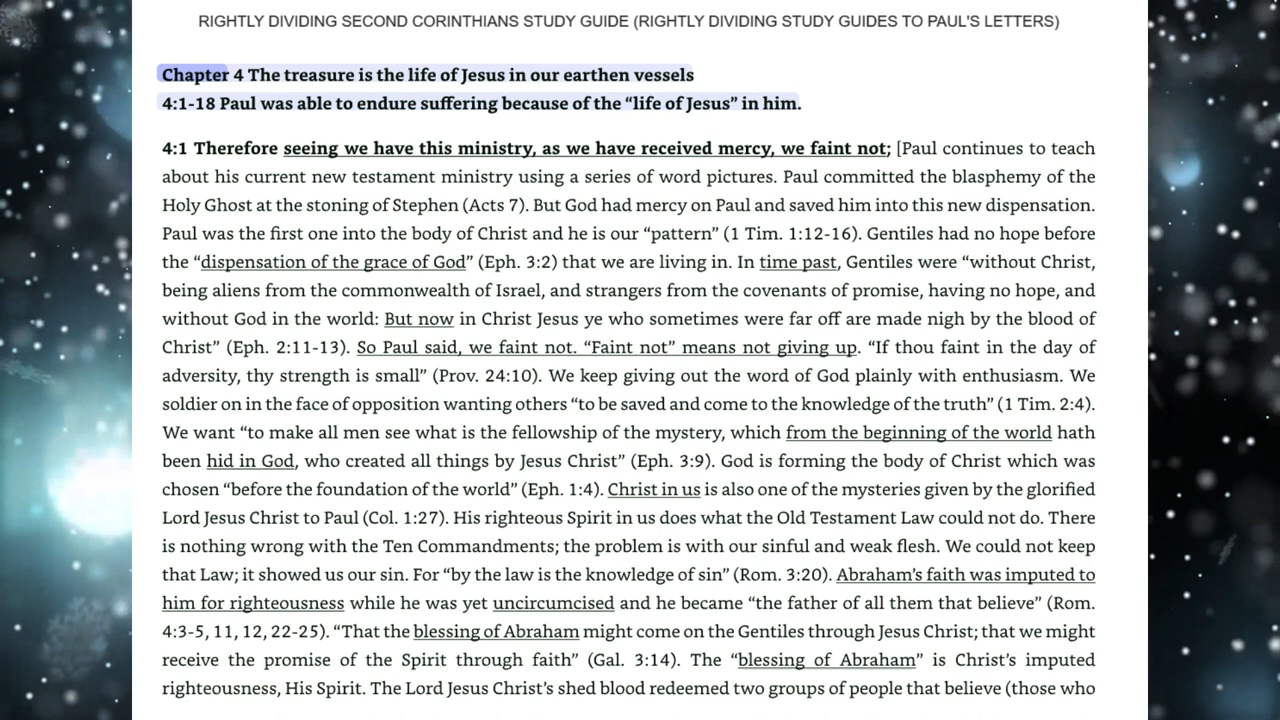 RIGHTLY DIVIDING SECOND CORINTHIANS STUDY GUIDE (RIGHTLY DIVIDING STUDY GUIDES TO PAUL'S LETTERS)
Chapter 4 The treasure is the life of Jesus in our earthen vessels
4:1-18 Paul was able to endure suffering because of the “life of Jesus” in him.
4:1 Therefore seeing we have this ministry, as we have received mercy, we faint not; [Paul continues to teach
about his current new testament ministry using a series of word pictures. Paul committed the blasphemy of the
Holy Ghost at the stoning of Stephen (Acts 7). But God had mercy on Paul and saved him into this new dispensation.
Paul was the first one into the body of Christ and he is our “pattern” (1 Tim. 1:12-16). Gentiles had no hope before
the “dispensation of the grace of God” (Eph. 3:2) that we are living in. In time past, Gentiles were “without Christ,
being aliens from the commonwealth of Israel, and strangers from the covenants of promise, having no hope, and
without God in the world: But now in Christ Jesus ye who sometimes were far off are made nigh by the blood of
Christ” (Eph. 2:11-13). So Paul said, we faint not. “Faint not” means not giving up. “If thou faint in the day of
adversity, thy strength is small” (Prov. 24:10). We keep giving out the word of God plainly with enthusiasm. We
soldier on in the face of opposition wanting others “to be saved and come to the knowledge of the truth” (1 Tim. 2:4).
We want “to make all men see what is the fellowship of the mystery, which from the beginning of the world hath
been hid in God, who created all things by Jesus Christ” (Eph. 3:9). God is forming the body of Christ which was
chosen “before the foundation of the world” (Eph. 1:4). Christ in us is also one of the mysteries given by the glorified
Lord Jesus Christ to Paul (Col. 1:27). His righteous Spirit in us does what the Old Testament Law could not do. There
is nothing wrong with the Ten Commandments; the problem is with our sinful and weak flesh. We could not keep
that Law; it showed us our sin. For “by the law is the knowledge of sin” (Rom. 3:20). Abraham’s faith was imputed to
him for righteousness while he was yet uncircumcised and he became “the father of all them that believe” (Rom.
4:3-5, 11, 12, 22-25). “That the blessing of Abraham might come on the Gentiles through Jesus Christ; that we might
receive the promise of the Spirit through faith” (Gal. 3:14). The “blessing of Abraham” is Christ’s imputed
righteousness, His Spirit. The Lord Jesus Christ’s shed blood redeemed two groups of people that believe (those who